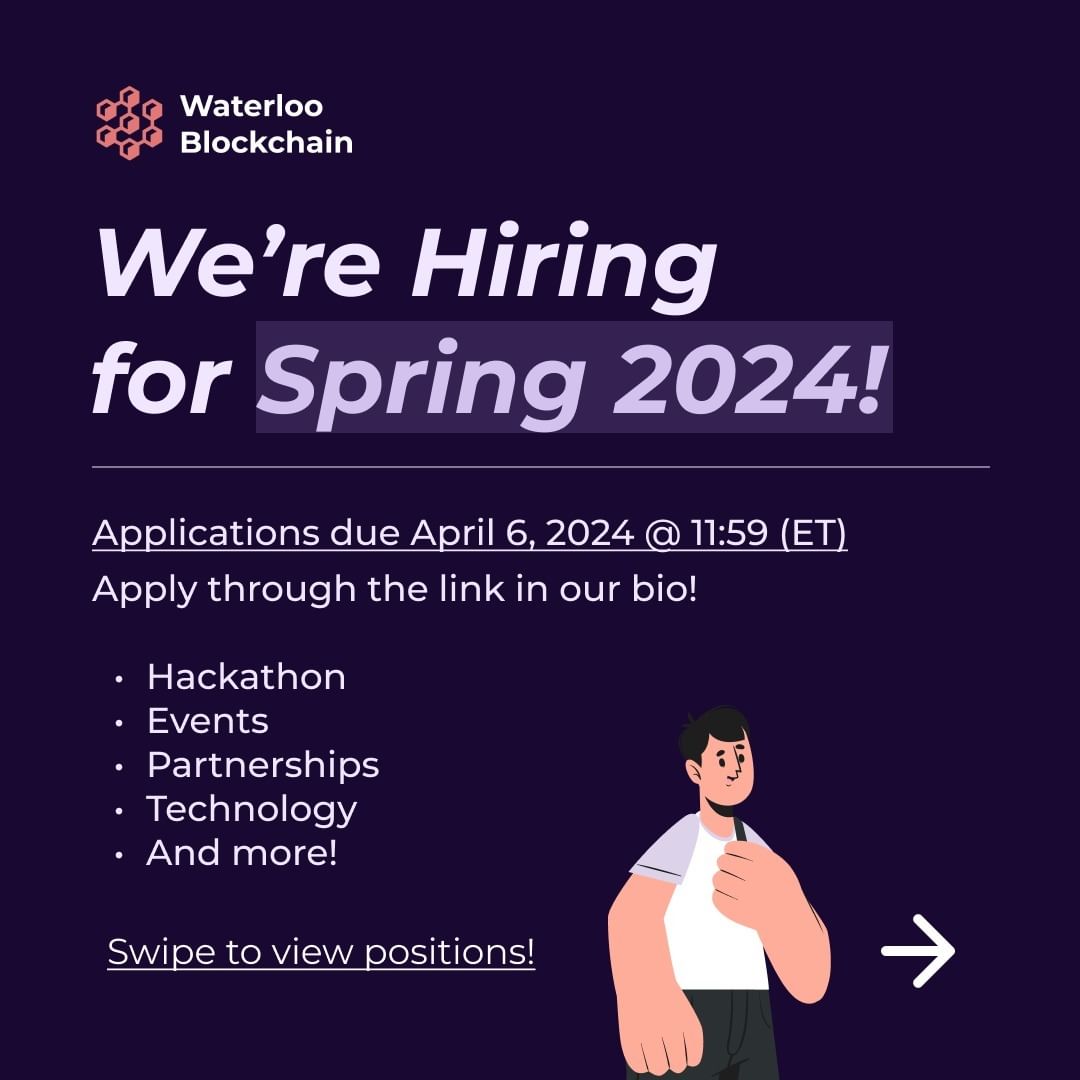 Waterloo
Blockchain
We’re Hiring
for Spring 2024!
Applications due April 6, 2024 @ 11:59 (ET)
Apply through the link in our bio!
• Hackathon
• Events
• Partnerships
• Technology
• And more!
Swipe to view positions!